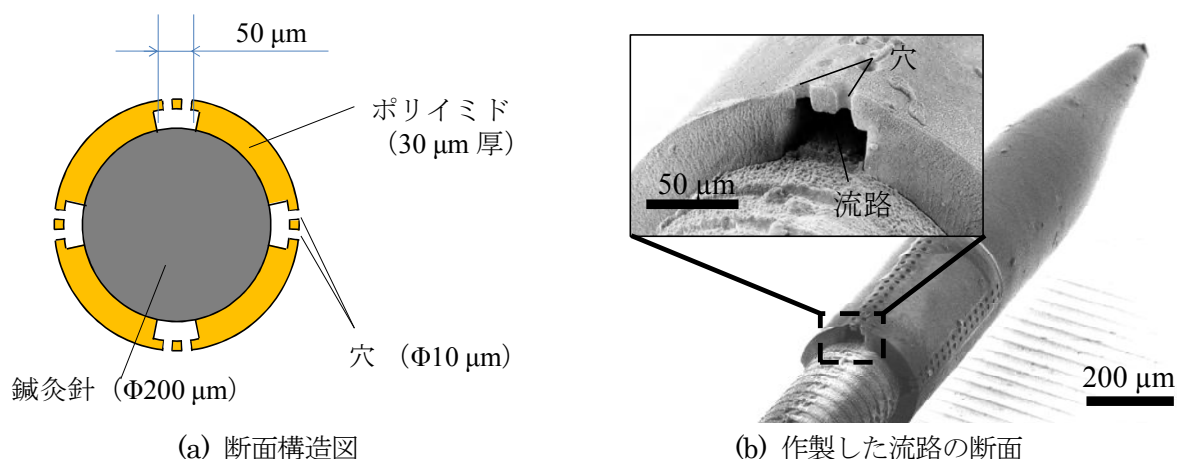 50 μm
ポリイミド
（30 μm 厚）
穴 （Φ10 μm）
鍼灸針（Φ200 μm）
(a) 断面構造図
穴
50 μm
流路
200 μm
(b) 作製した流路の断面